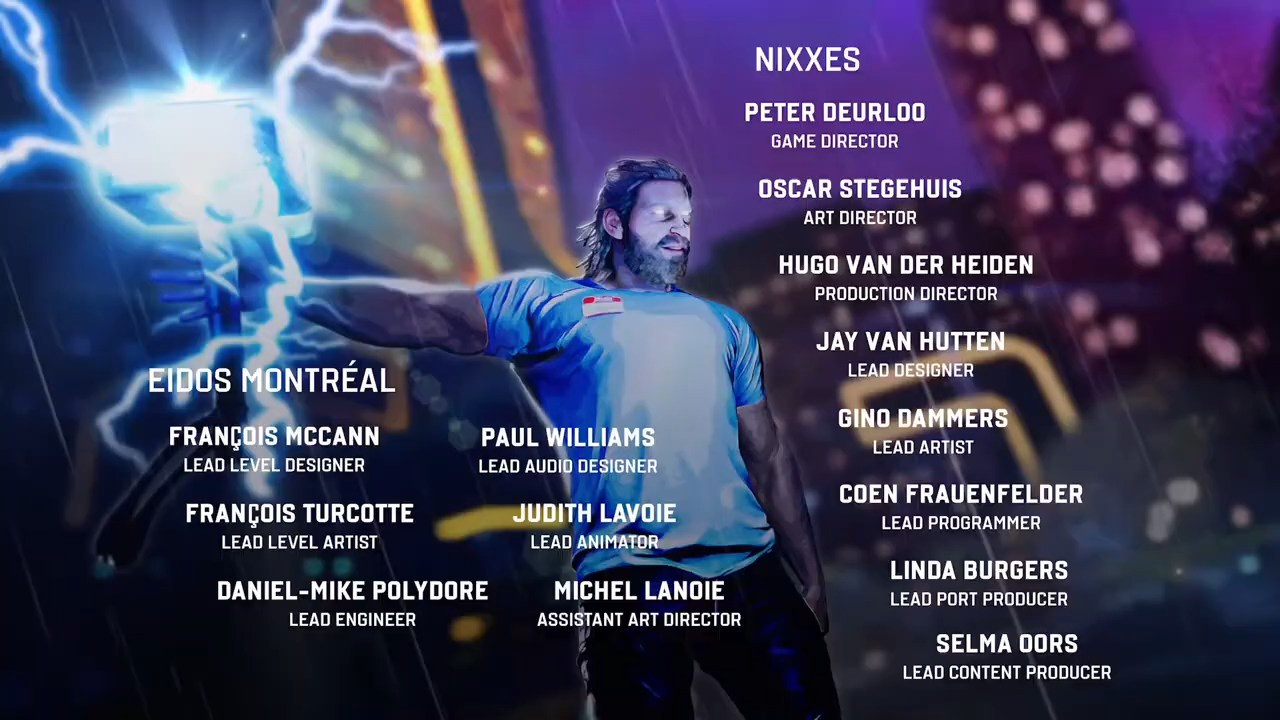 NIXXES
PETER DEURLOO
GAME DIRECTOR
OSCAR STEGEHUIS
ART DIRECTOR
HUGO VAN DER HEIDEN
PRODUCTION DIRECTOR
JAY VAN HUTTEN
LEAD DESIGNER
GINO DAMMERS
LEAD ARTIST
COEN FRAUENFELDER
LEAD PROGRAMMER
LINDA BURGERS
LEAD PORT PRODUCER
SELMA OORS
LEAD CONTENT PRODUCER
EIDOS MONTRÉAL
FRANÇOIS MCCANN
LEAD LEVEL DESIGNER
FRANÇOIS TURCOTTE
LEAD LEVEL ARTIST
DANIEL-MIKE POLYDORE
LEAD ENGINEER
PAUL WILLIAMS
LEAD AUDIO DESIGNER
JUDITH LAVOIE
LEAD ANIMATOR
MICHEL LANOIE
ASSISTANT ART DIRECTOR